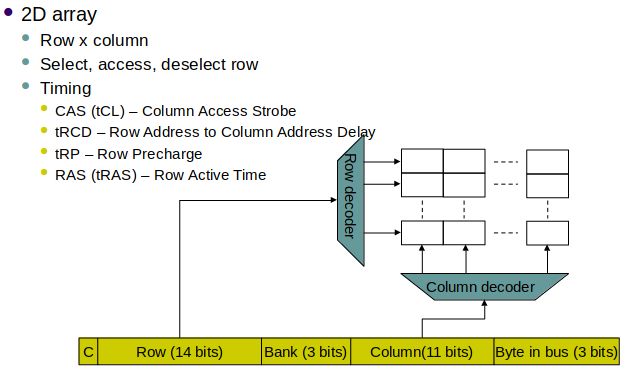 2D array
Row x column
Select, access, deselect row
Timing
CAS (tCL) – Column Access Strobe
tRCD – Row Address to Column Address Delay
tRP – Row Precharge
RAS (tRAS) – Row Active Time
Row decoder
Column decoder
C
Row (14 bits)
Bank (3 bits)
Column(11 bits)
Byte in bus (3 bits)